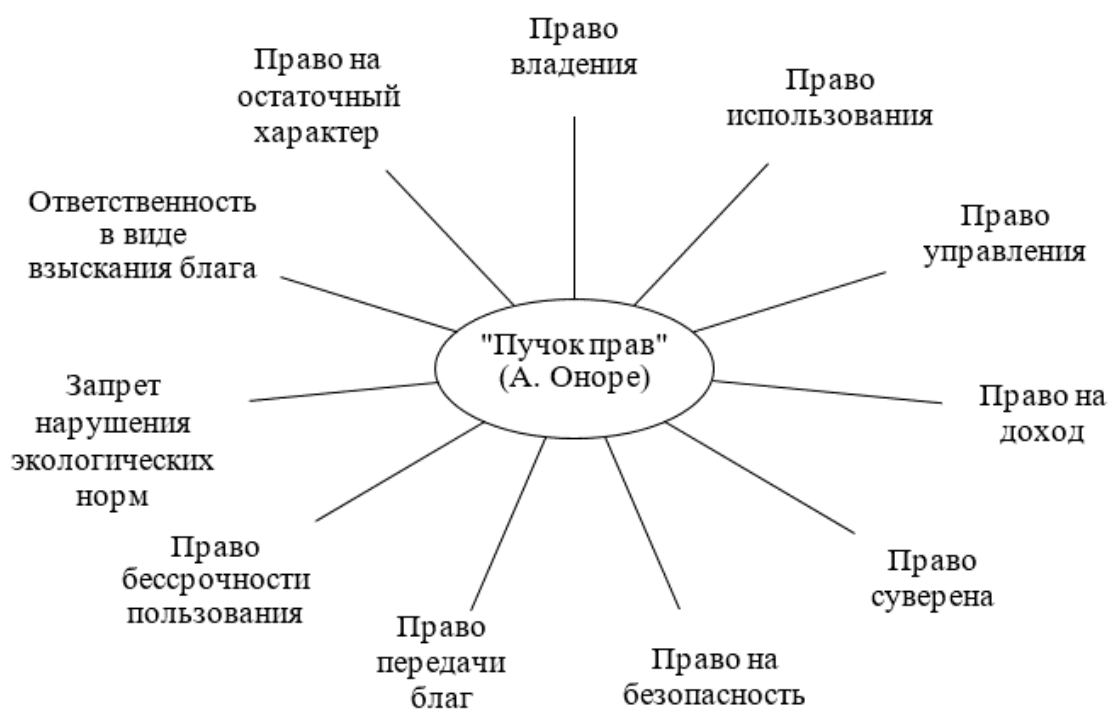 Право
владения
Право
использования
Право
управления
Право на
доход
Право
суверена
Право на
безопасность
Право
передачи
благ
Право
бессрочности
пользования
Запрет
нарушения
экологических
норм
Ответственность
в виде
взыскания блага
Право на
остаточный
характер
"Пучок прав"
(А. Оноре)